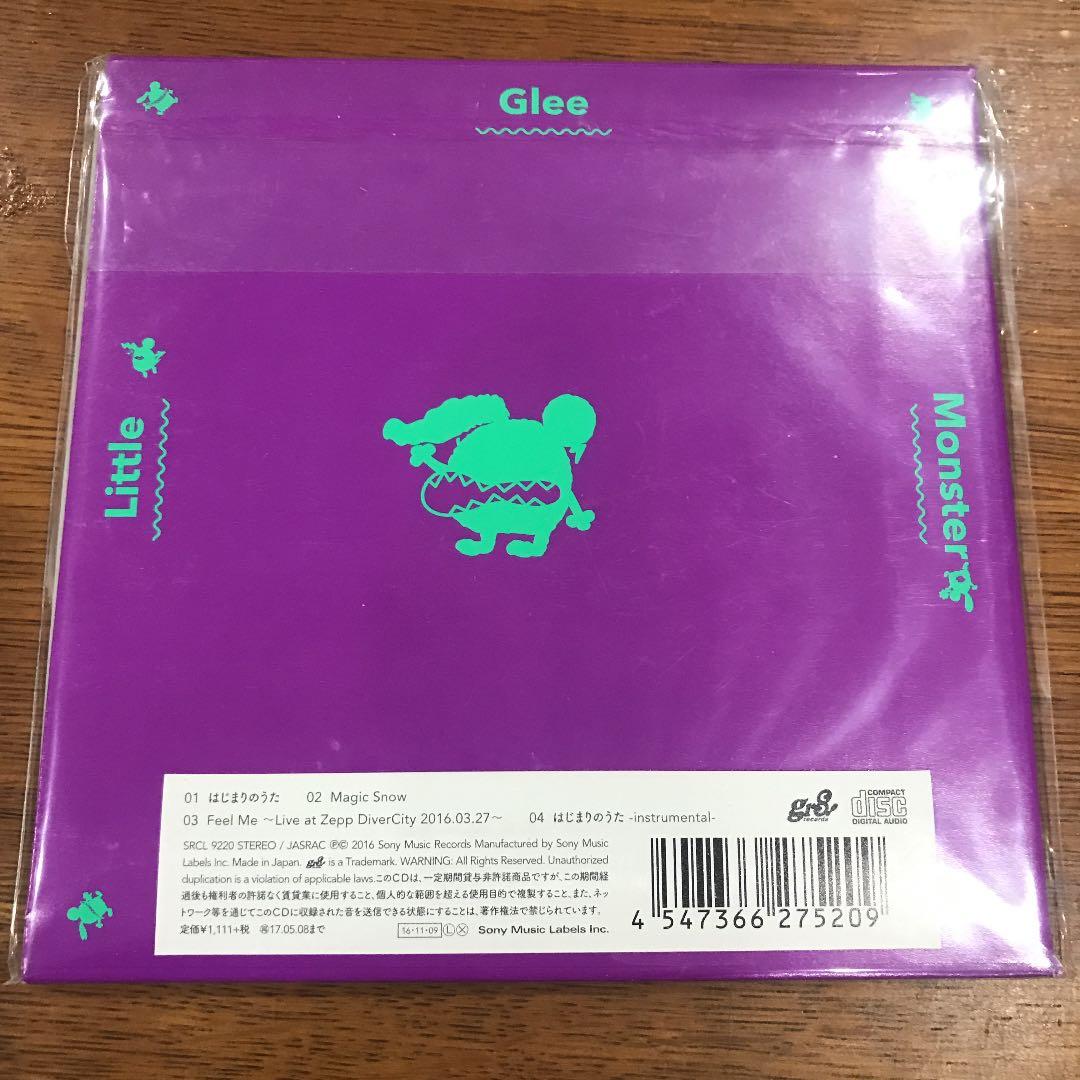 Glee
Little
Monster
01 はじまりのうた 02 Magic Snow
03 Feel Me ～Live at Zepp DiverCity 2016.03.27～ 04 はじまりのうた -instrumental-
gr8
records
COMPACT
disc
DIGITAL AUDIO
SRCL 9220 STEREO / JASRAC ⓅⒸ 2016 Sony Music Records Manufactured by Sony Music
Labels Inc. Made in Japan. gr8 is a Trademark. WARNING: All Rights Reserved. Unauthorized
duplication is a violation of applicable laws.このCDは、一定期間貸与非許諾商品ですが、この期間経
過後も権利者の許諾なく賃貸業に使用すること、個人的な範囲を超える使用目的で複製すること、また、ネッ
トワーク等を通じてこのCDに収録された音を送信できる状態にすることは、著作権法で禁じられています。
定価¥1,111+税 ㊕17.05.08まで
16・11・09 Ⓛ Ⓧ Sony Music Labels Inc.
4 547366 275209